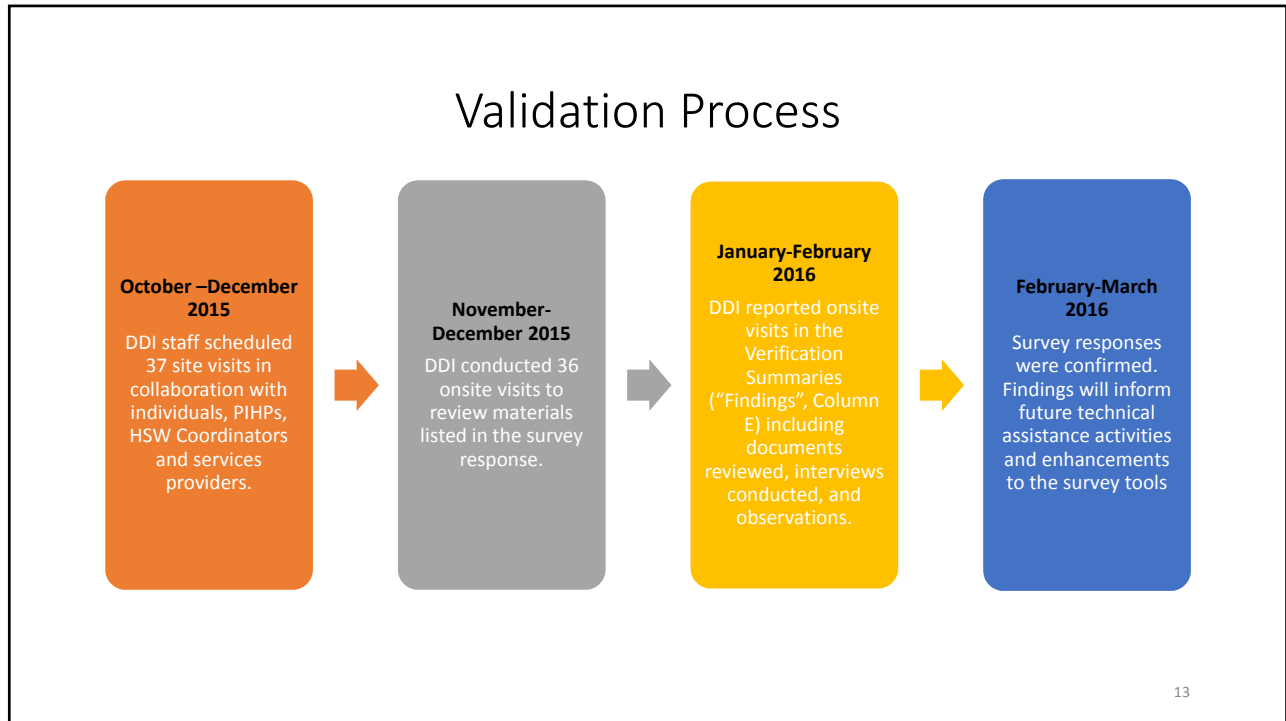 Validation Process
October –December
2015
DDI staff scheduled
37 site visits in
collaboration with
individuals, PIHPs,
HSW Coordinators
and services
providers.
November-
December 2015
DDI conducted 36
onsite visits to
review materials
listed in the survey
response.
January-February
2016
DDI reported onsite
visits in the
Verification
Summaries
(“Findings”, Column
E) including
documents
reviewed, interviews
conducted, and
observations.
February-March
2016
Survey responses
were confirmed.
Findings will inform
future technical
assistance activities
and enhancements
to the survey tools
13